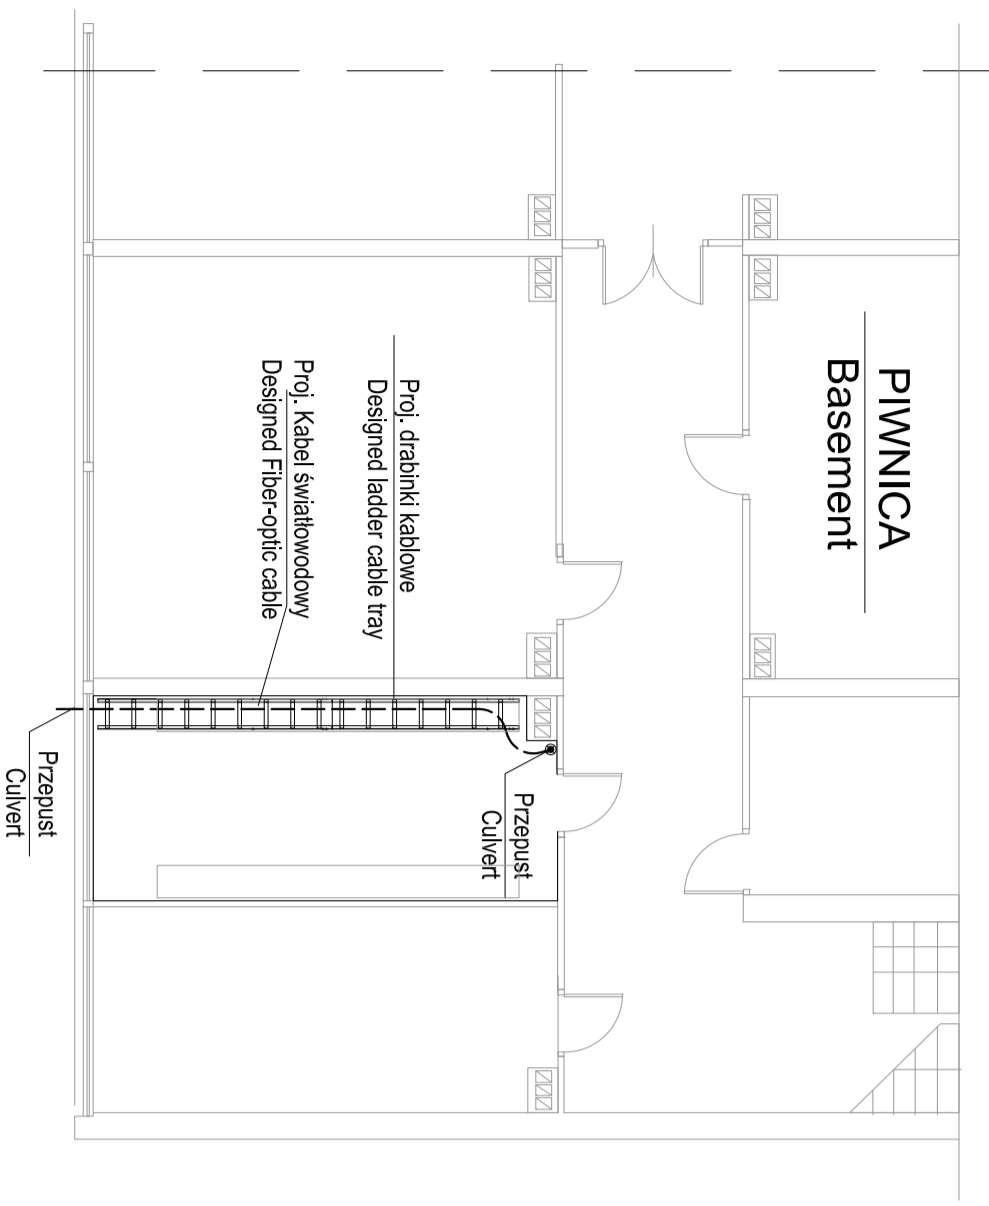 PIWNICA
Basement
Proj. drabinki kablowe
Designed ladder cable tray
Proj. Kabel światłowodowy
Designed Fiber-optic cable
Przepust
Culvert
Przepust
Culvert